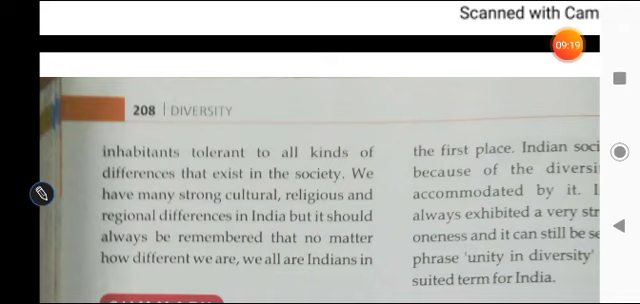 Scanned with Cam
09:19
208 | DIVERSITY
inhabitants tolerant to all kinds of
differences that exist in the society. We
have many strong cultural, religious and
regional differences in India but it should
always be remembered that no matter
how different we are, we all are Indians in
the first place. Indian soci
because of the diversi
accommodated by it. I
always exhibited a very str
oneness and it can still be se
phrase 'unity in diversity'
suited term for India.